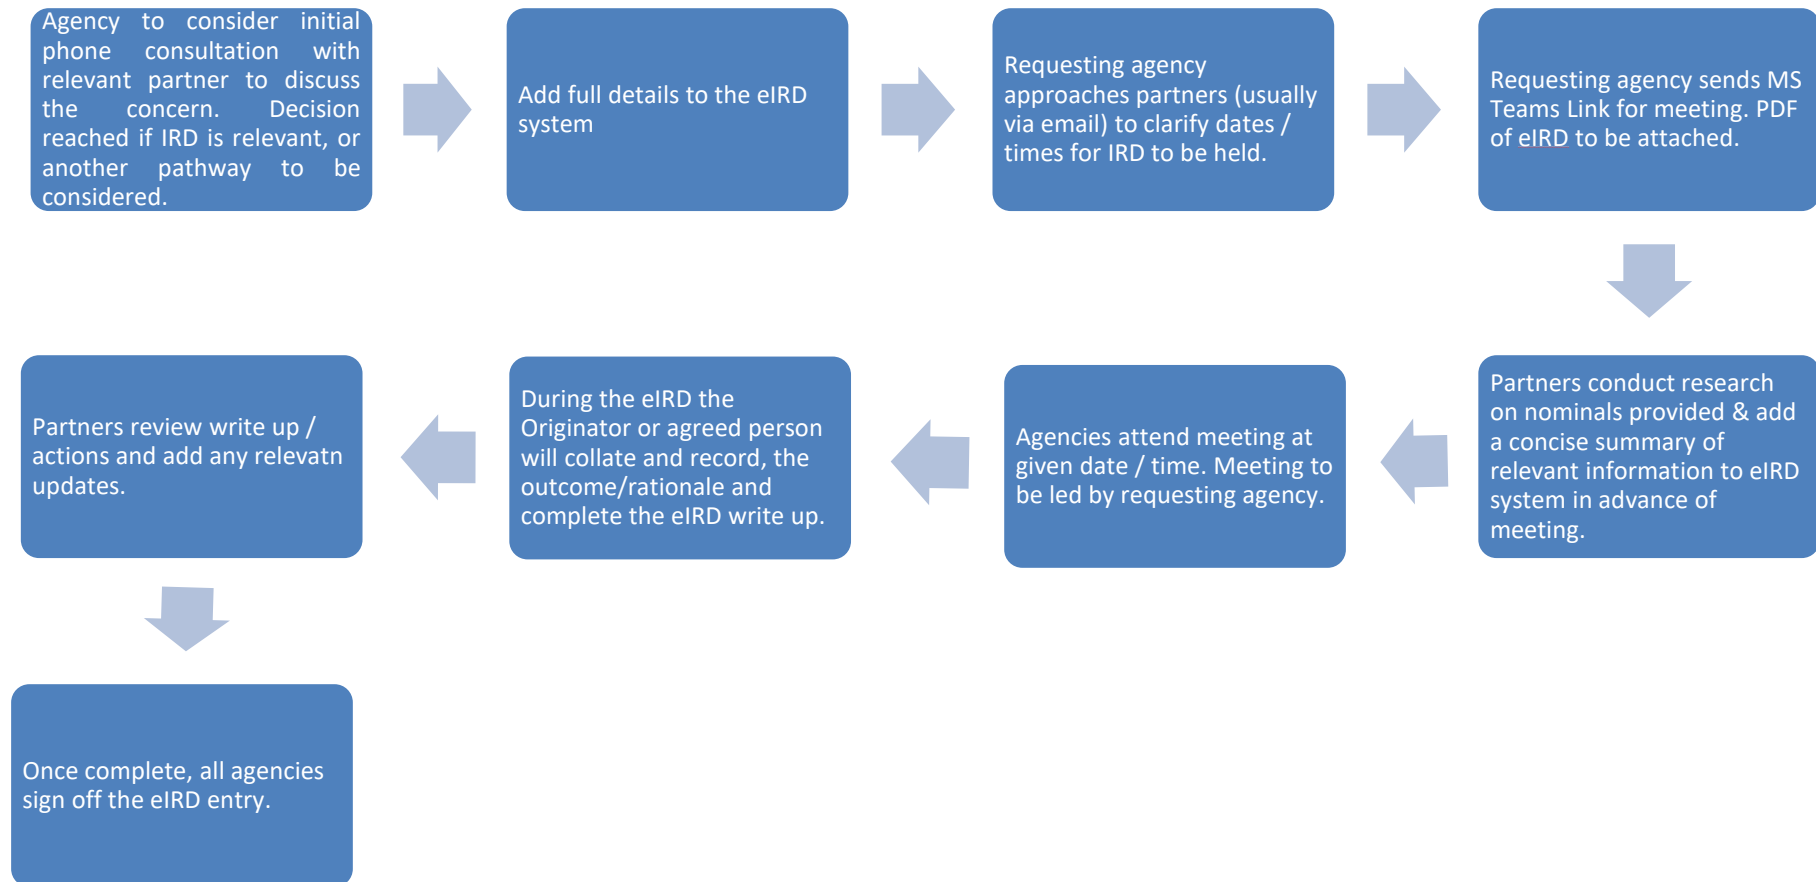 Agency to consider initial
phone consultation with
relevant partner to discuss
the concern. Decision
reached if IRD is relevant, or
another pathway to be
considered.
Add full details to the eIRD
system
Requesting agency
approaches partners (usually
via email) to clarify dates /
times for IRD to be held.
Requesting agency sends MS
Teams Link for meeting. PDF
of eIRD to be attached.
Partners conduct research
on nominals provided & add
a concise summary of
relevant information to eIRD
system in advance of
meeting.
Agencies attend meeting at
given date / time. Meeting to
be led by requesting agency.
During the eIRD the
Originator or agreed person
will collate and record, the
outcome/rationale and
complete the eIRD write up.
Partners review write up /
actions and add any relevatn
updates.
Once complete, all agencies
sign off the eIRD entry.